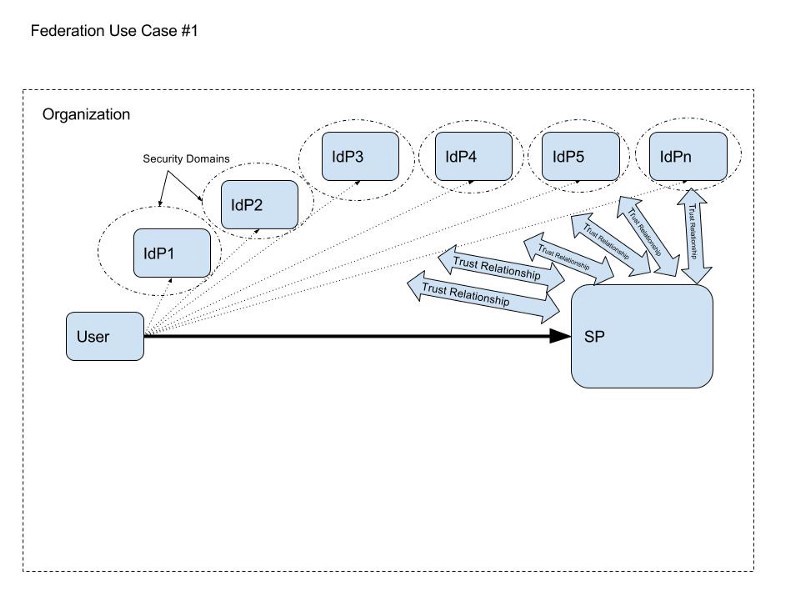 Federation Use Case #1
Organization
Security Domains
IdP1
IdP2
IdP3
IdP4
IdP5
IdPn
Trust Relationship
Trust Relationship
Trust Relationship
Trust Relationship
Trust Relationship
Trust Relationship
User
SP